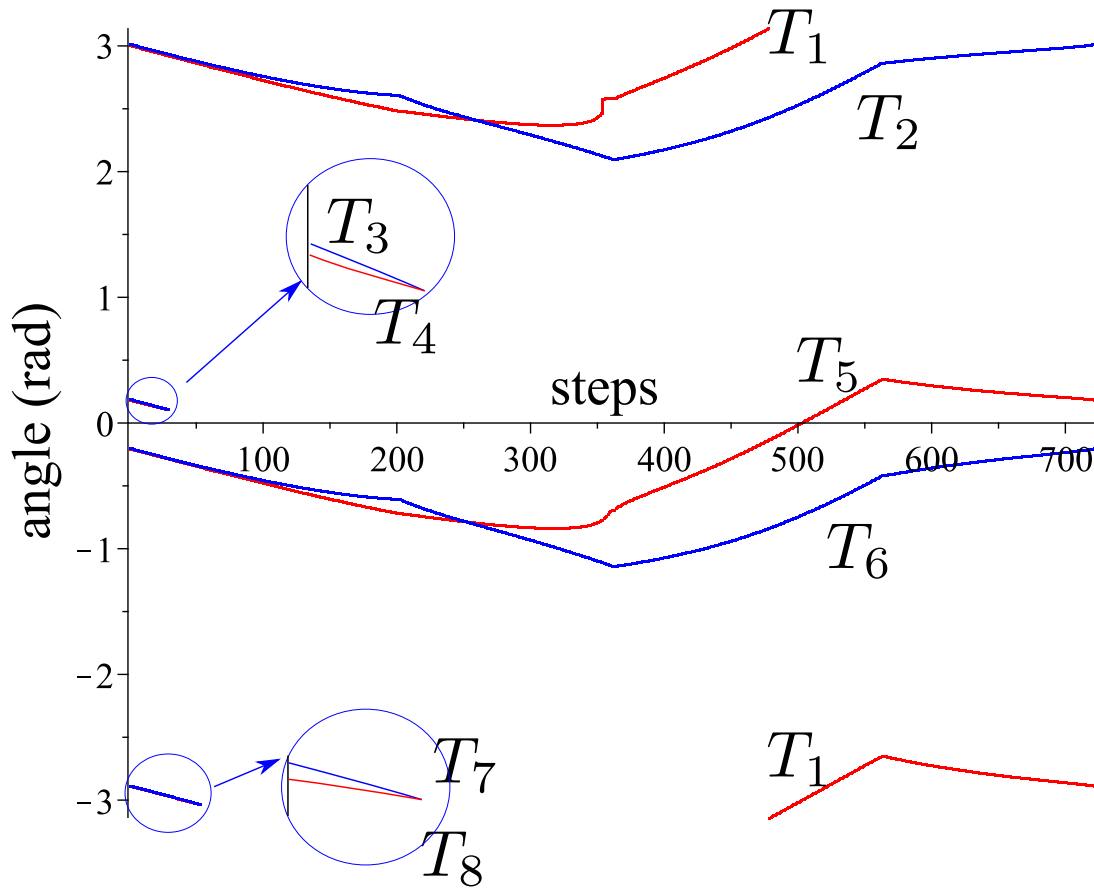 3
T₁
T₂
2
T₃
1
T₄
angle (rad)
steps
T₅
0
100 200 300 400 500 600 700
−1
T₆
−2
T₇
T₁
−3
T₈